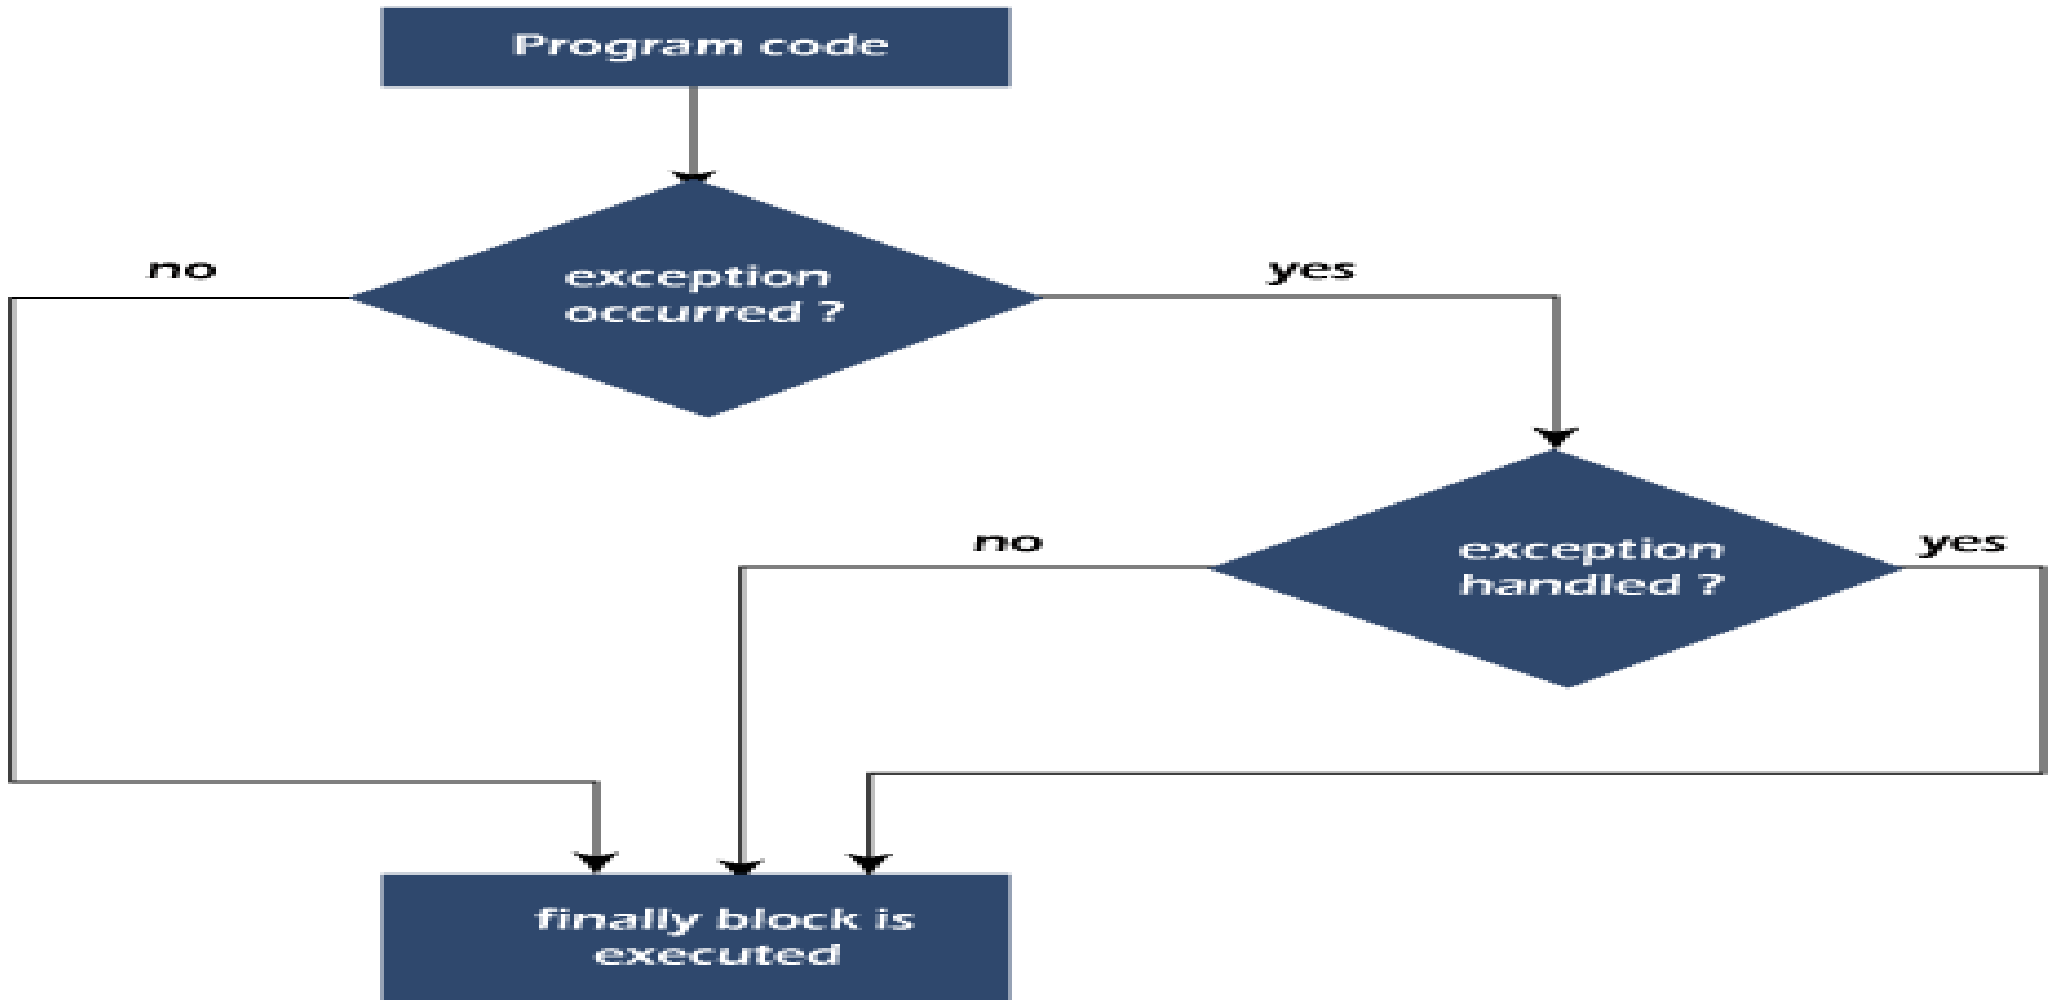 Program code
no
exception
occurred ?
yes
no
exception
handled ?
yes
finally block is
executed